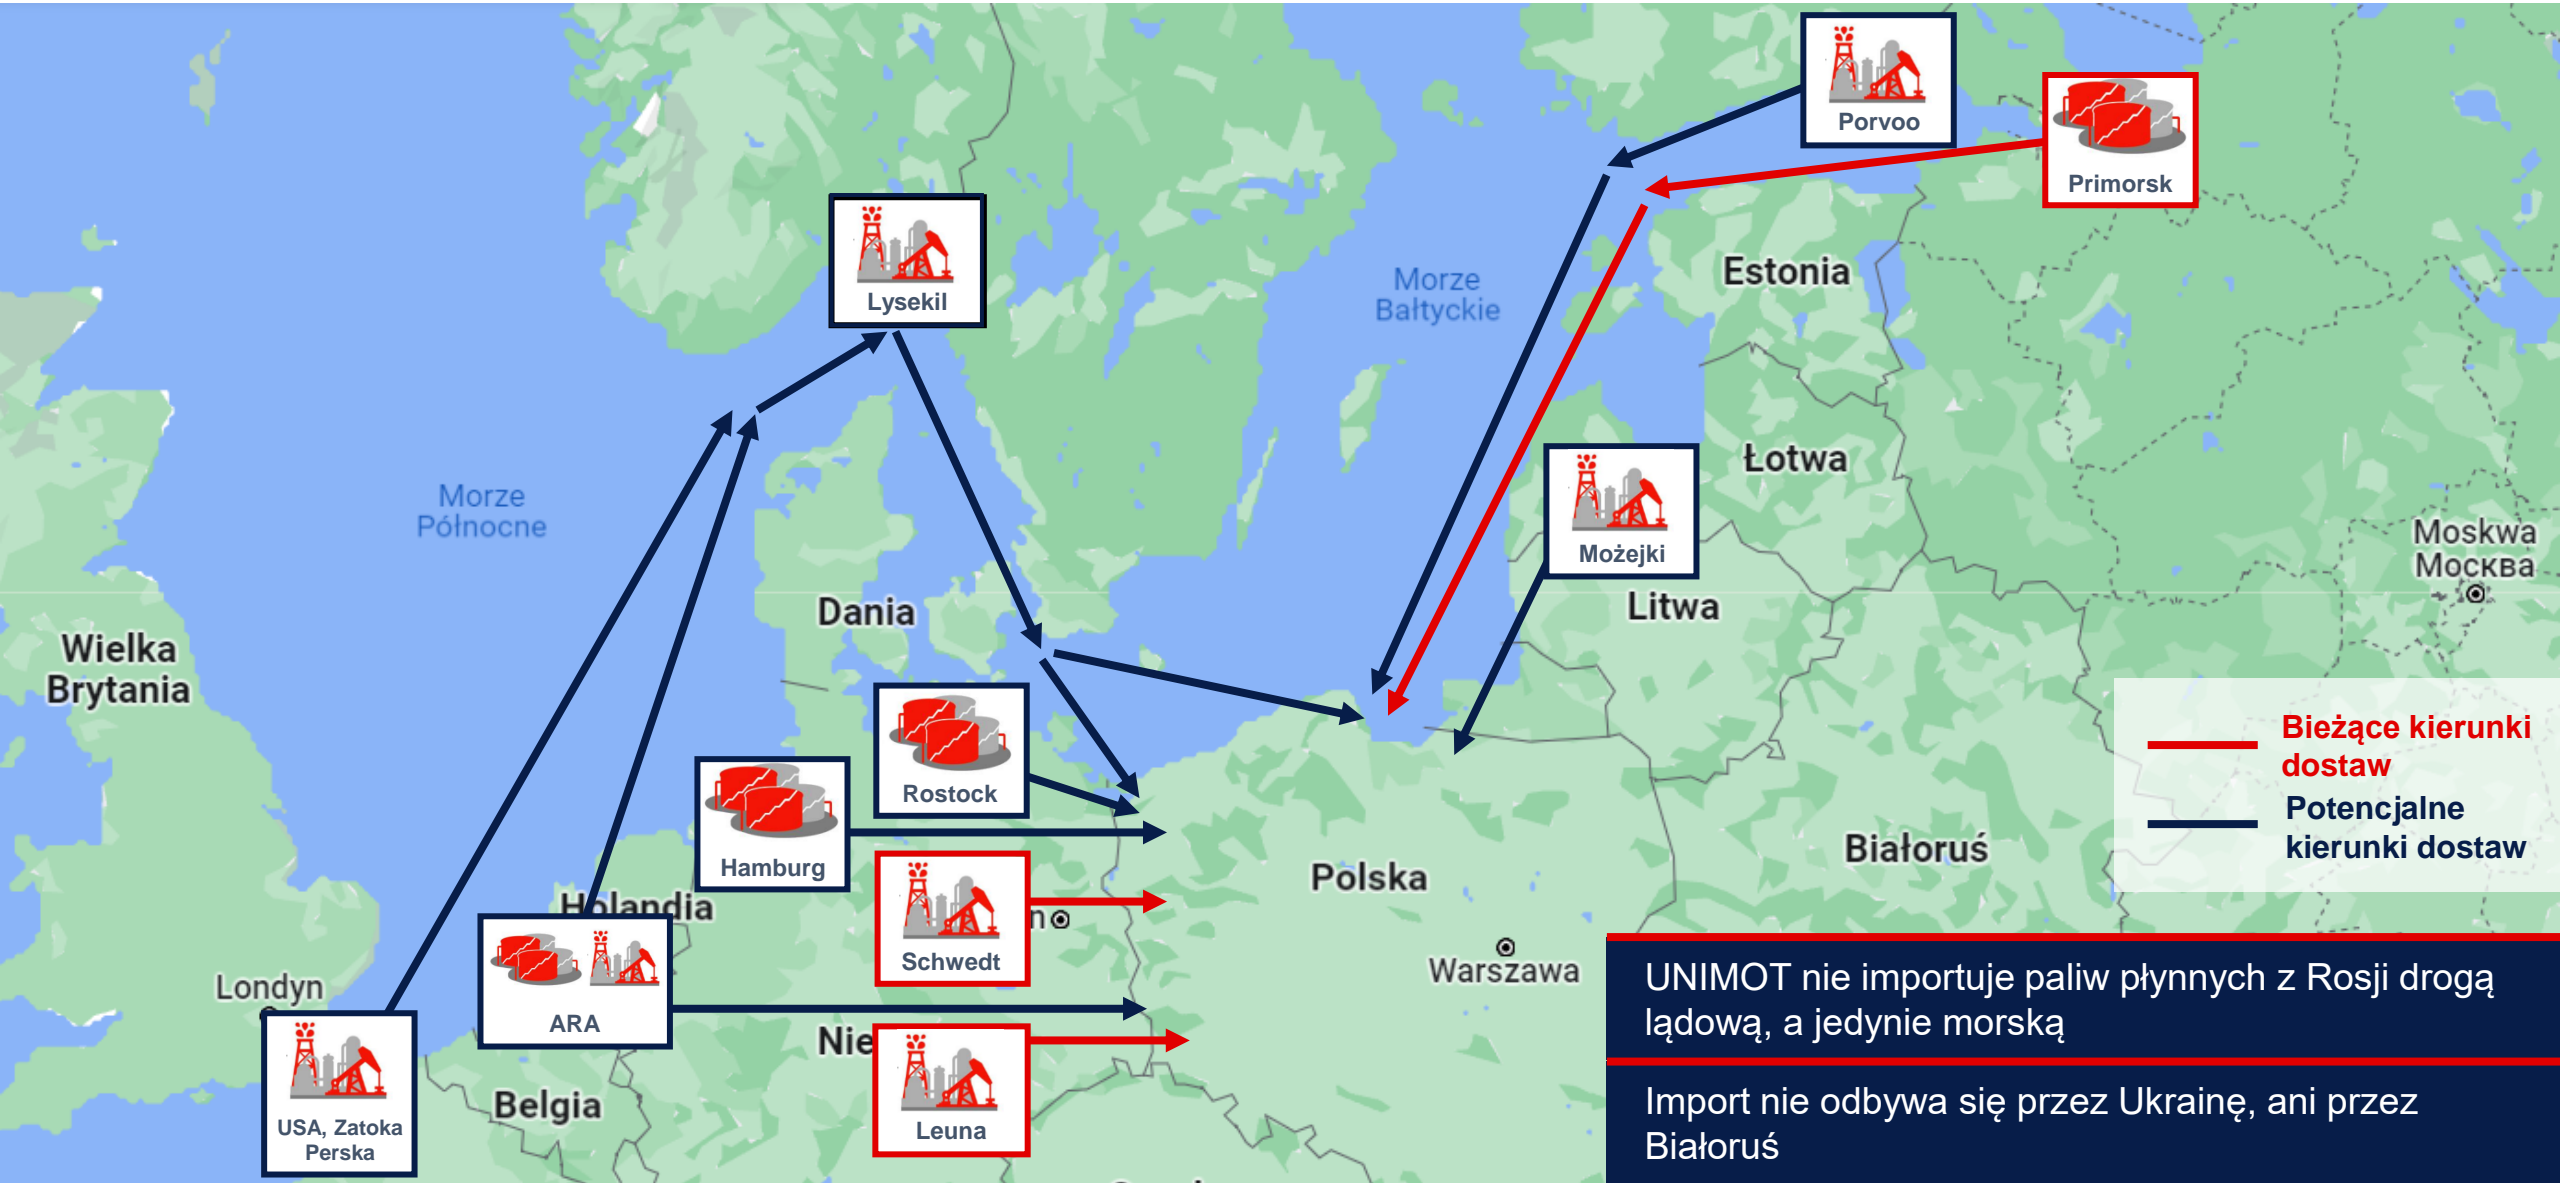 Porvoo
Primorsk
Lysekil
Estonia
Morze
Bałtyckie
Łotwa
Morze
Północne
Możejki
Moskwa
Москва
Litwa
Dania
Wielka
Brytania
Bieżące kierunki
dostaw
Potencjalne
kierunki dostaw
Rostock
Hamburg
Białoruś
Polska
Holandia
n
Schwedt
Warszawa
Londyn
ARA
Nie
Leuna
Belgia
USA, Zatoka
Perska
UNIMOT nie importuje paliw płynnych z Rosji drogą
lądową, a jedynie morską
Import nie odbywa się przez Ukrainę, ani przez
Białoruś